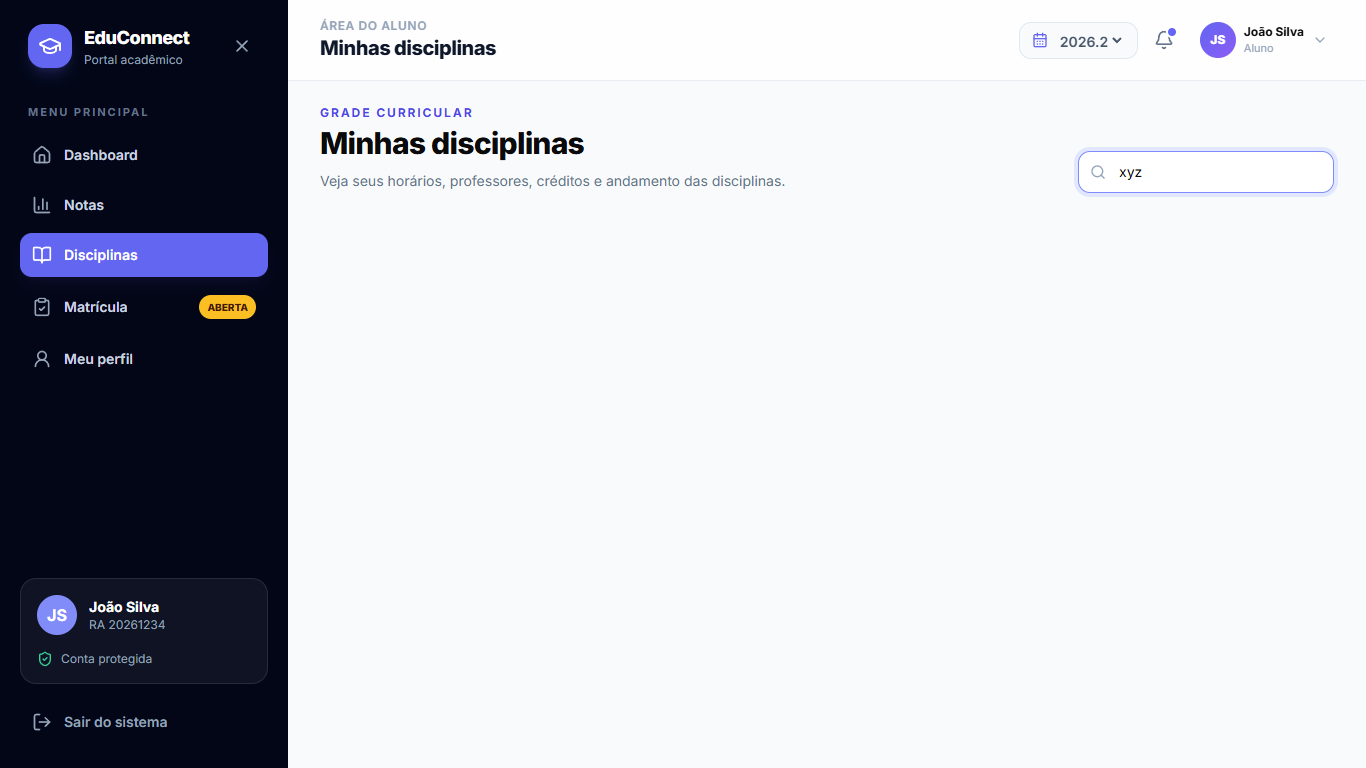 EduConnect
Portal acadêmico
MENU PRINCIPAL
Dashboard
Notas
Disciplinas
Matrícula
ABERTA
Meu perfil
JS
João Silva
RA 20261234
Conta protegida
Sair do sistema
ÁREA DO ALUNO
Minhas disciplinas
2026.2
JS
João Silva
Aluno
GRADE CURRICULAR
Minhas disciplinas
Veja seus horários, professores, créditos e andamento das disciplinas.
xyz